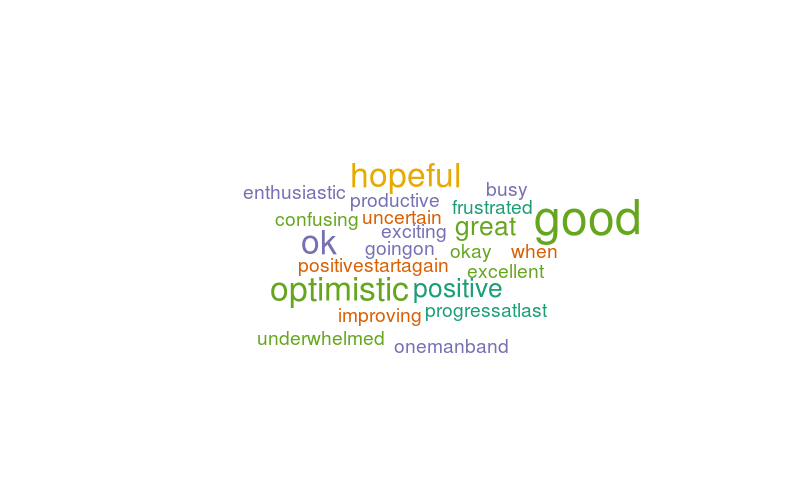 hopeful
enthusiastic
busy
productive
frustrated
good
confusing
uncertain
great
exciting
ok
goingon
okay
when
positivestartagain
excellent
optimistic
positive
improving
progressatlast
underwhelmed
onemanband